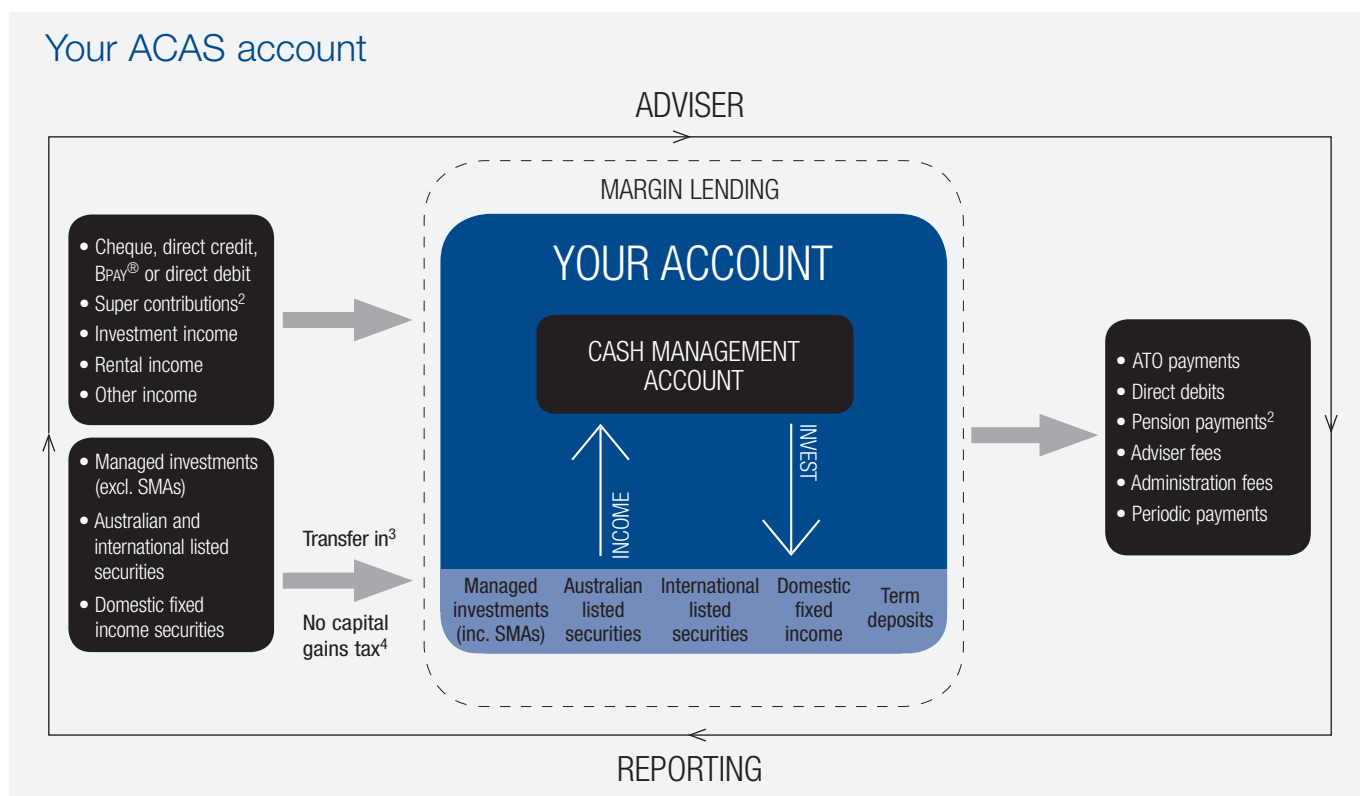 Your ACAS account
ADVISER
MARGIN LENDING
• Cheque, direct credit,
BPAY® or direct debit
• Super contributions²
• Investment income
• Rental income
• Other income
• Managed investments
(excl. SMAs)
• Australian and
international listed
securities
• Domestic fixed
income securities
Transfer in³
No capital
gains tax⁴
YOUR ACCOUNT
CASH MANAGEMENT
ACCOUNT
INCOME
INVEST
Managed
investments
(inc. SMAs)
Australian
listed
securities
International
listed
securities
Domestic
fixed
income
Term
deposits
• ATO payments
• Direct debits
• Pension payments²
• Adviser fees
• Administration fees
• Periodic payments
REPORTING